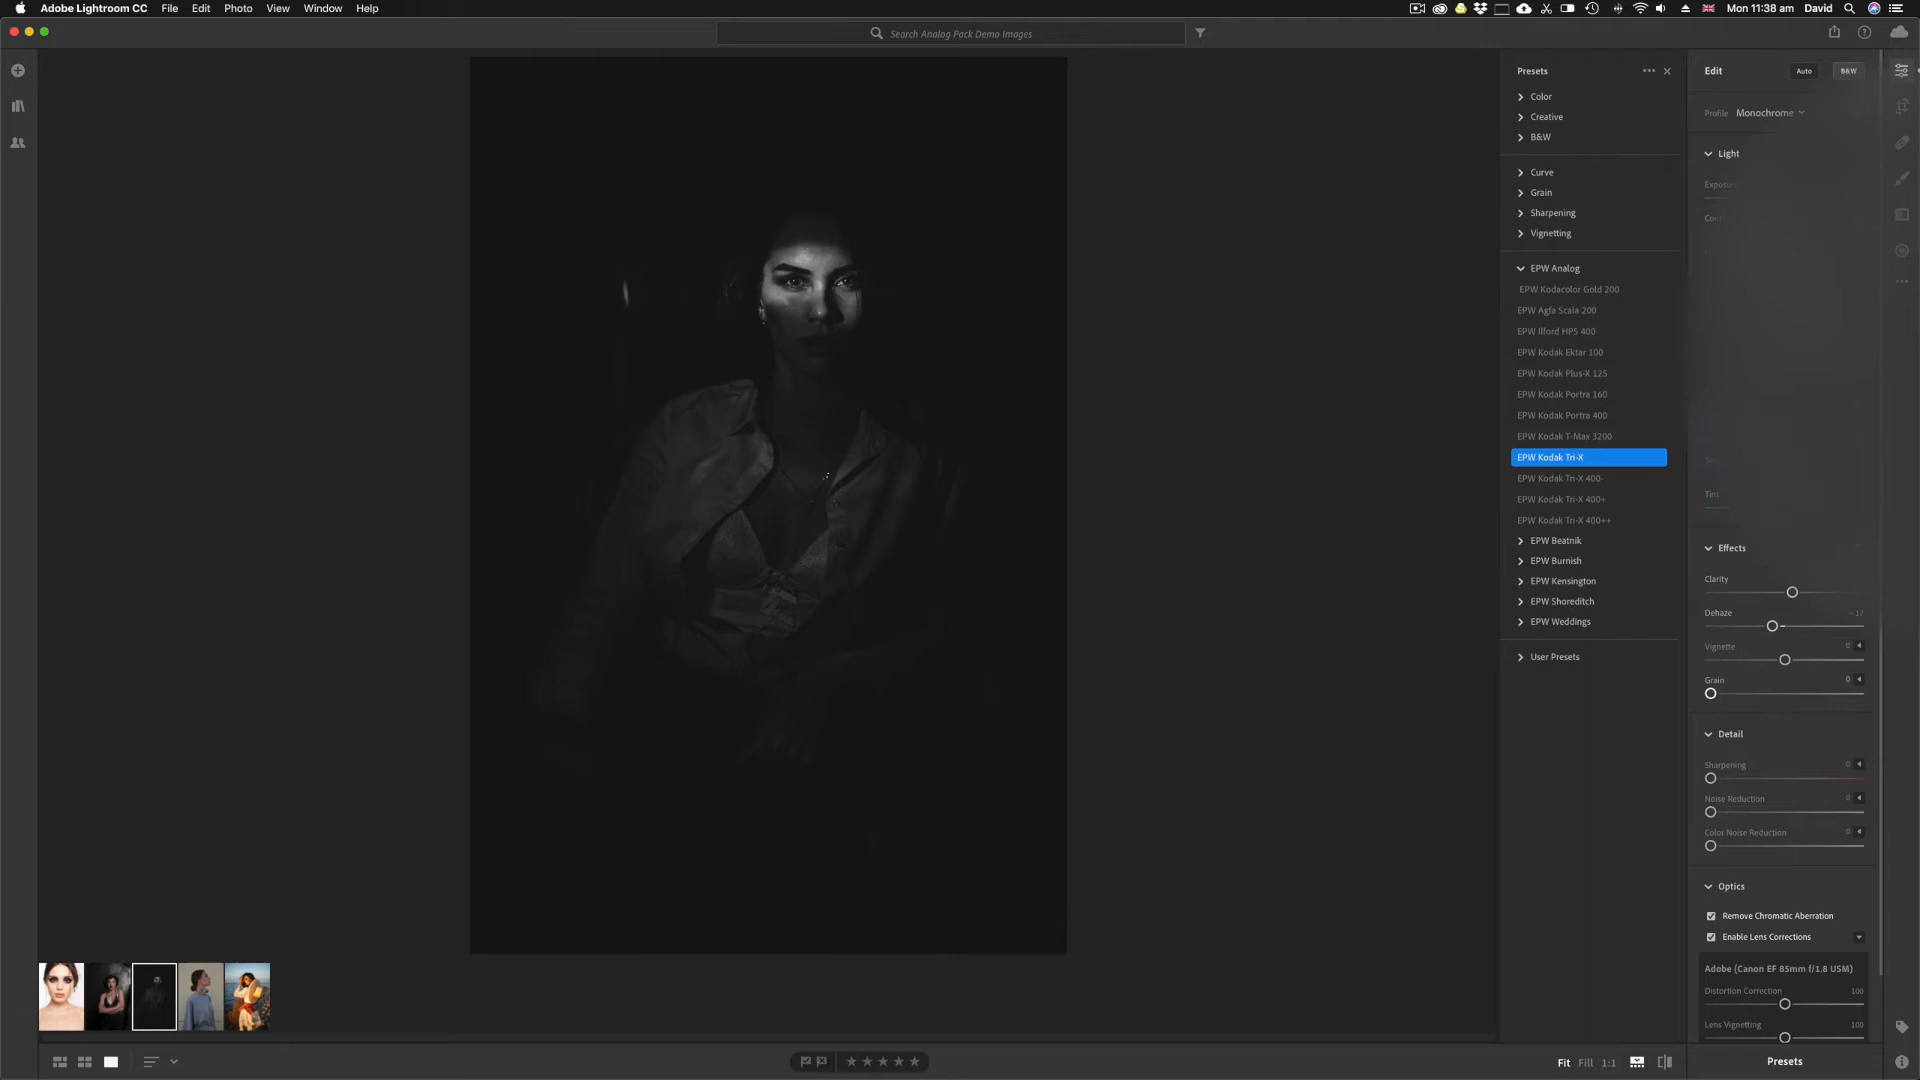 Adobe Lightroom CC File Edit Photo View Window Help
Mon 11:38 am David
Search Analog Pack Demo Images
Presets
Color
Creative
B&W
Curve
Grain
Sharpening
Vignetting
EPW Analog
EPW Kodacolor Gold 200
EPW Agfa Scala 200
EPW Ilford HP5 400
EPW Kodak Ektar 100
EPW Kodak Plus-X 125
EPW Kodak Portra 160
EPW Kodak Portra 400
EPW Kodak T-Max 3200
EPW Kodak Tri-X
EPW Kodak Tri-X 400-
EPW Kodak Tri-X 400+
EPW Kodak Tri-X 400++
EPW Beatnik
EPW Burnish
EPW Kensington
EPW Shoreditch
EPW Weddings
User Presets
Edit Auto B&W
Profile Monochrome
Light
Tint
Effects
Clarity
Dehaze - 17
Vignette 0
Grain 0
Detail
Sharpening 0
Noise Reduction 0
Color Noise Reduction 0
Optics
Remove Chromatic Aberration
Enable Lens Corrections
Adobe (Canon EF 85mm f/1.8 USM)
Distortion Correction 100
Lens Vignetting 100
Fit Fill 1:1
Presets